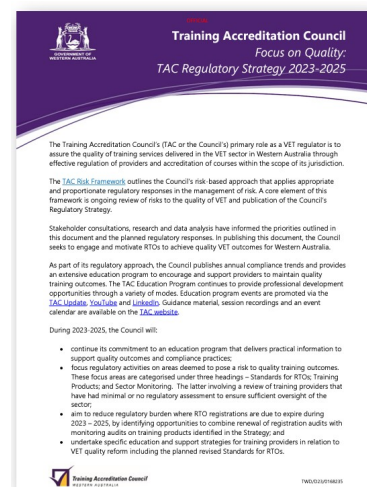 Training Accreditation Council
Focus on Quality:
TAC Regulatory Strategy 2023-2025
GOVERNMENT OF
WESTERN AUSTRALIA
The Training Accreditation Council's (TAC or the Council's) primary role as a VET regulator is to
assure the quality of training services delivered in the VET sector in Western Australia through
effective regulation of providers and accreditation of courses within the scope of its jurisdiction.
The TAC Risk Framework outlines the Council's risk-based approach that applies appropriate
and proportionate regulatory responses in the management of risk. A core element of this
framework is ongoing review of risks to the quality of VET and publication of the Council's
Regulatory Strategy.
Stakeholder consultations, research and data analysis have informed the priorities outlined in
this document and the planned regulatory responses. In publishing this document, the Council
seeks to engage and motivate RTOs to achieve quality VET outcomes for Western Australia.
As part of its regulatory approach, the Council publishes annual compliance trends and provides
an extensive education program to encourage and support providers to maintain quality
training outcomes. The TAC Education Program continues to provide professional development
opportunities through a variety of modes. Education program events are promoted via the
TAC Update, YouTube and LinkedIn. Guidance material, session recordings and an event
calendar are available on the TAC website.
During 2023-2025, the Council will:
• continue its commitment to an education program that delivers practical information to
support quality outcomes and compliance practices;
• focus regulatory activities on areas deemed to pose a risk to quality training outcomes.
These focus areas are categorised under three headings – Standards for RTOs; Training
Products; and Sector Monitoring. The latter involving a review of training providers that
have had minimal or no regulatory assessment to ensure sufficient oversight of the
sector;
• aim to reduce regulatory burden where RTO registrations are due to expire during
2023 – 2025, by identifying opportunities to combine renewal of registration audits with
monitoring audits on training products identified in the Strategy; and
• undertake specific education and support strategies for training providers in relation to
VET quality reform including the planned revised Standards for RTOs.
Training Accreditation Council
WESTERN AUSTRALIA
TWD/D23/0168235